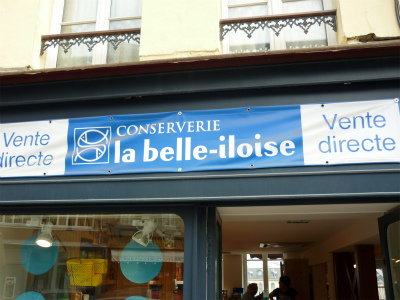 Vente
directe
CONSERVERIE
la belle-iloise
Vente
directe